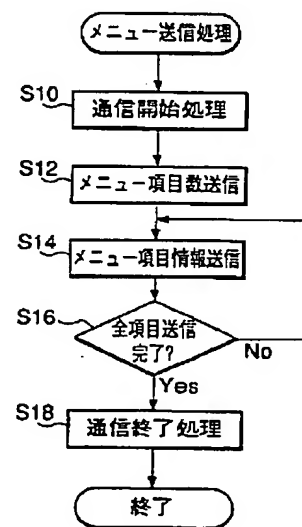 メニュー送信処理
S10
通信開始処理
S12
メニュー項目数送信
S14
メニュー項目情報送信
S16
全項目送信
完了?
No
Yes
S18
通信終了処理
終了